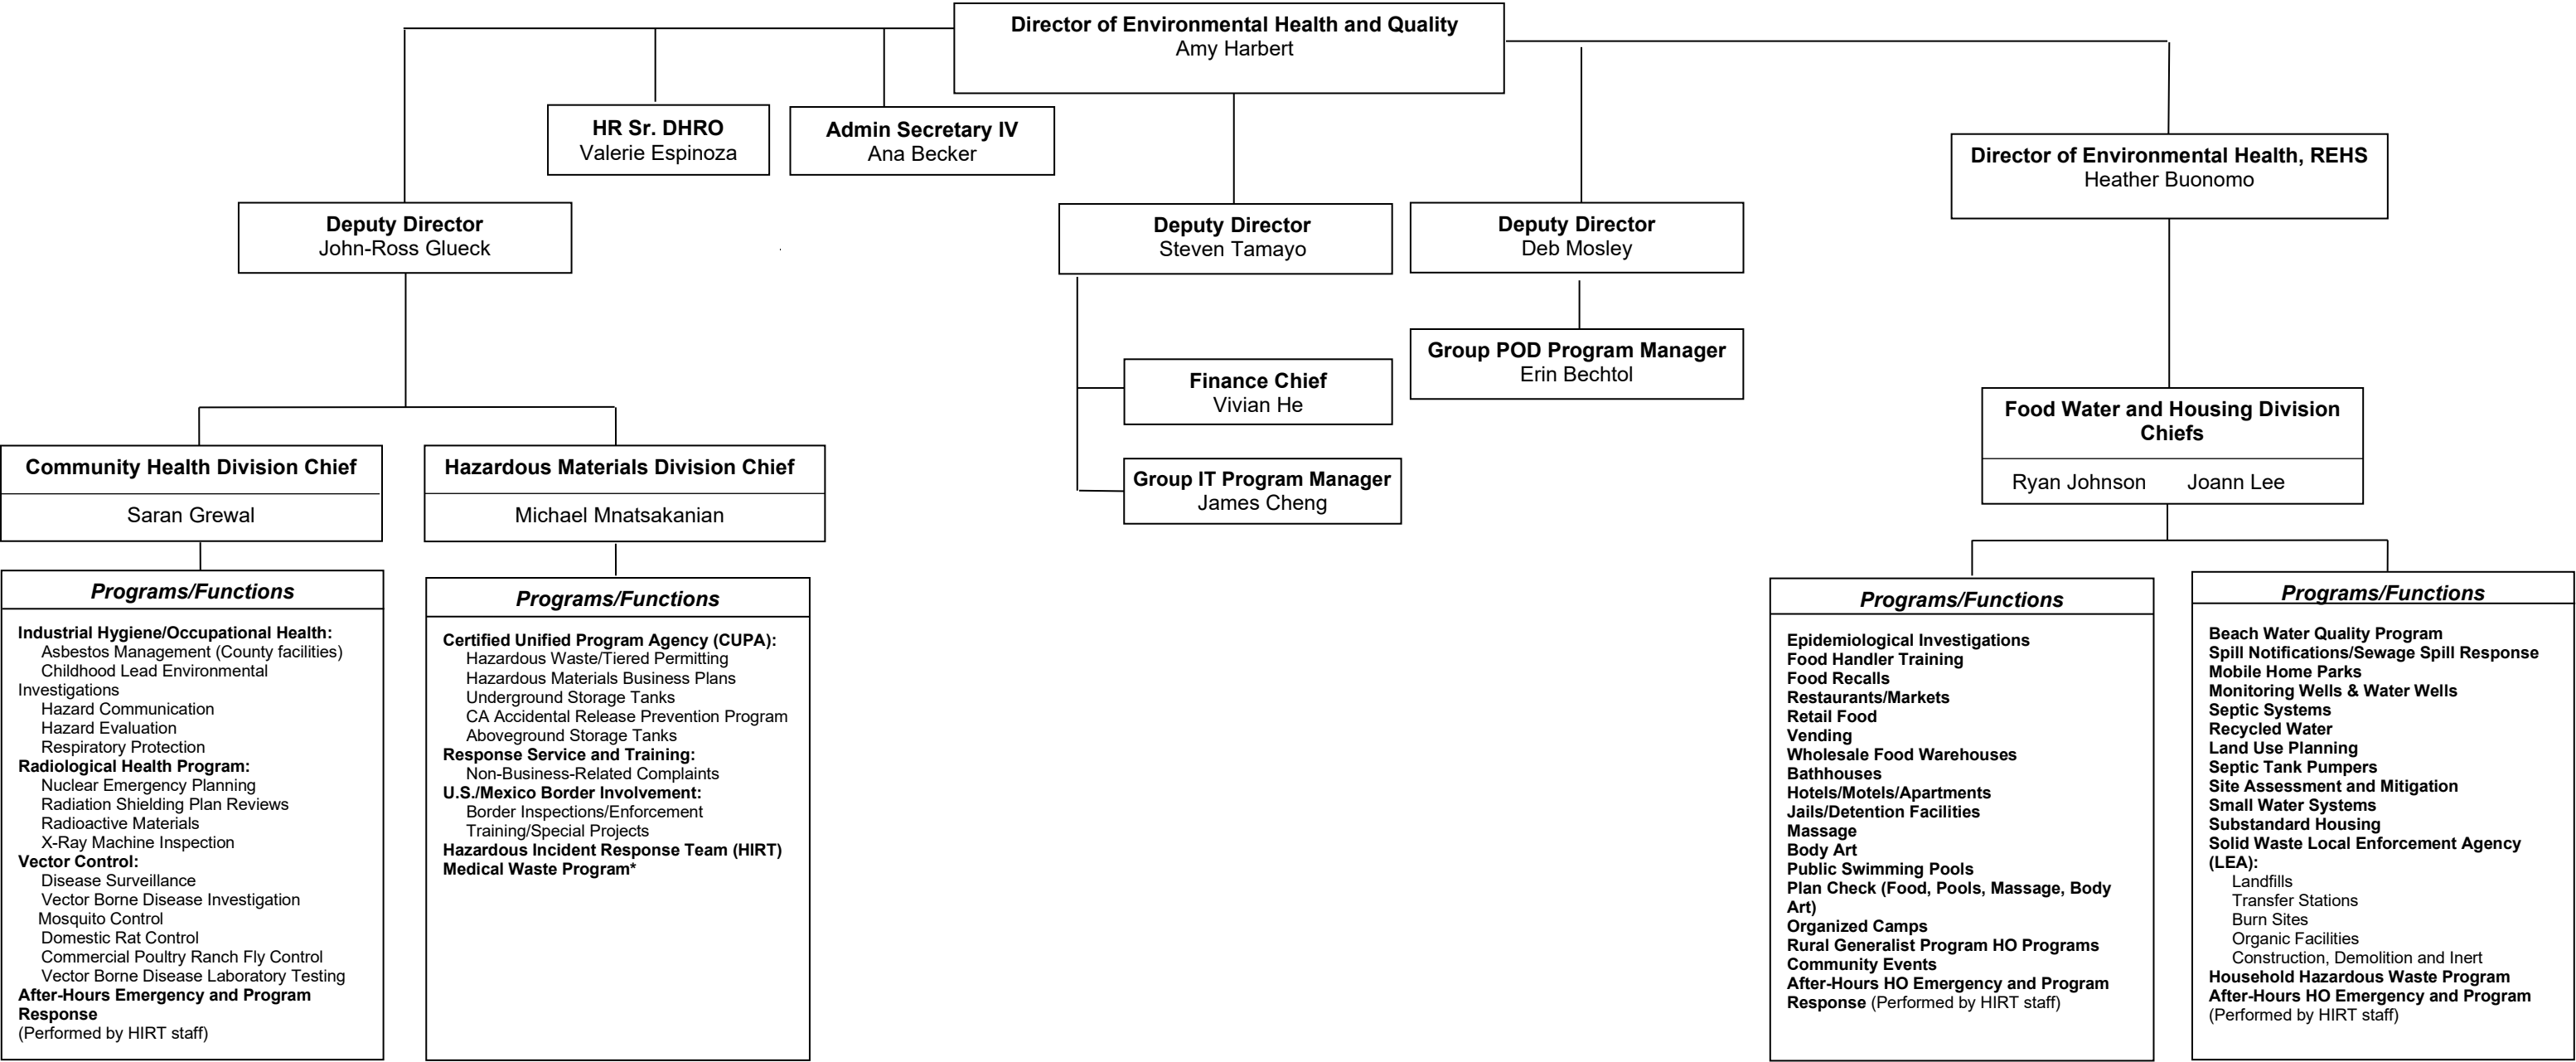 Director of Environmental Health and Quality
Amy Harbert
HR Sr. DHRO
Valerie Espinoza
Admin Secretary IV
Ana Becker
Director of Environmental Health, REHS
Heather Buonomo
Deputy Director
John-Ross Glueck
Deputy Director
Steven Tamayo
Deputy Director
Deb Mosley
Group POD Program Manager
Erin Bechtol
Finance Chief
Vivian He
Group IT Program Manager
James Cheng
Food Water and Housing Division
Chiefs
Ryan Johnson Joann Lee
Community Health Division Chief
Saran Grewal
Hazardous Materials Division Chief
Michael Mnatsakanian
Programs/Functions
Industrial Hygiene/Occupational Health:
Asbestos Management (County facilities)
Childhood Lead Environmental
Investigations
Hazard Communication
Hazard Evaluation
Respiratory Protection
Radiological Health Program:
Nuclear Emergency Planning
Radiation Shielding Plan Reviews
Radioactive Materials
X-Ray Machine Inspection
Vector Control:
Disease Surveillance
Vector Borne Disease Investigation
Mosquito Control
Domestic Rat Control
Commercial Poultry Ranch Fly Control
Vector Borne Disease Laboratory Testing
After-Hours Emergency and Program
Response
(Performed by HIRT staff)
Programs/Functions
Certified Unified Program Agency (CUPA):
Hazardous Waste/Tiered Permitting
Hazardous Materials Business Plans
Underground Storage Tanks
CA Accidental Release Prevention Program
Aboveground Storage Tanks
Response Service and Training:
Non-Business-Related Complaints
U.S./Mexico Border Involvement:
Border Inspections/Enforcement
Training/Special Projects
Hazardous Incident Response Team (HIRT)
Medical Waste Program*
Programs/Functions
Epidemiological Investigations
Food Handler Training
Food Recalls
Restaurants/Markets
Retail Food
Vending
Wholesale Food Warehouses
Bathhouses
Hotels/Motels/Apartments
Jails/Detention Facilities
Massage
Body Art
Public Swimming Pools
Plan Check (Food, Pools, Massage, Body
Art)
Organized Camps
Rural Generalist Program HO Programs
Community Events
After-Hours HO Emergency and Program
Response (Performed by HIRT staff)
Programs/Functions
Beach Water Quality Program
Spill Notifications/Sewage Spill Response
Mobile Home Parks
Monitoring Wells & Water Wells
Septic Systems
Recycled Water
Land Use Planning
Septic Tank Pumpers
Site Assessment and Mitigation
Small Water Systems
Substandard Housing
Solid Waste Local Enforcement Agency
(LEA):
Landfills
Transfer Stations
Burn Sites
Organic Facilities
Construction, Demolition and Inert
Household Hazardous Waste Program
After-Hours HO Emergency and Program
(Performed by HIRT staff)